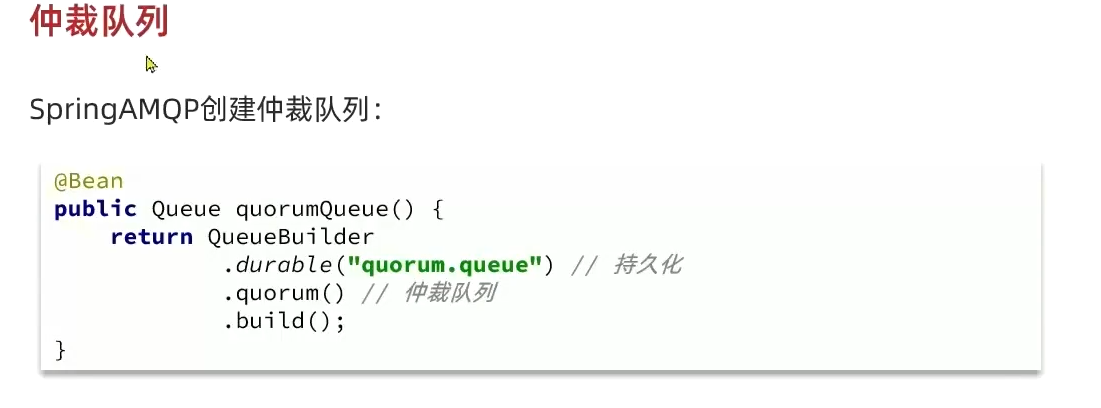 仲裁队列
SpringAMQP创建仲裁队列：
@Bean
public Queue quorumQueue() {
    return QueueBuilder
            .durable("quorum.queue") // 持久化
            .quorum() // 仲裁队列
            .build();
}